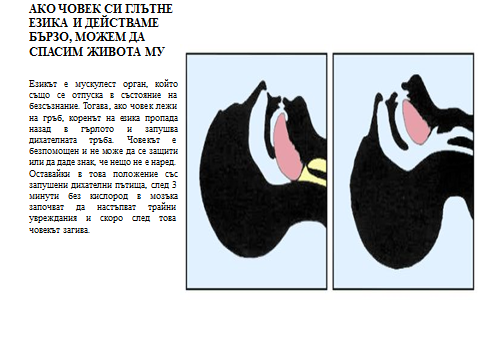 АКО ЧОВЕК СИ ГЛЪТНЕ
ЕЗИКА И ДЕЙСТВАМЕ
БЪРЗО, МОЖЕМ ДА
СПАСИМ ЖИВОТА МУ
Езикът е мускулест орган, който
също се отпуска в състояние на
безсъзнание. Тогава, ако човек лежи
на гръб, коренът на езика пропада
назад в гърлото и запушва
дихателната тръба. Човекът е
безпомощен и не може да се защити
или да даде знак, че нещо не е наред.
Оставайки в това положение със
запушени дихателни пътища, след 3
минути без кислород в мозъка
започват да настъпват трайни
увреждания и скоро след това
човекът загива.